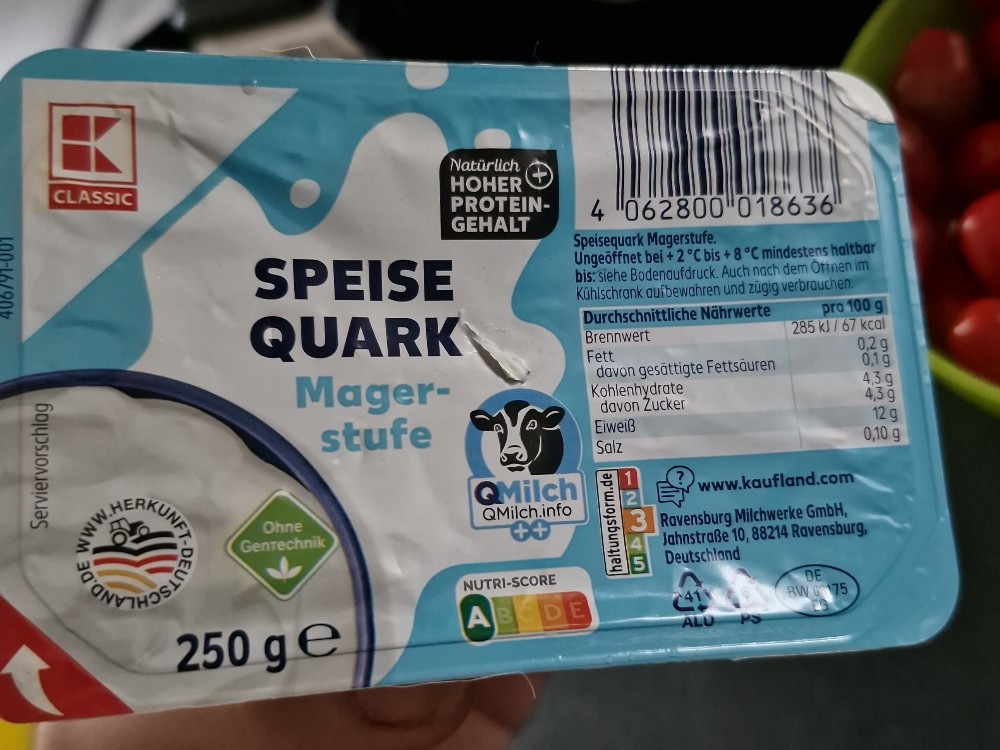 K
CLASSIC
406791-001
Natürlich
HOHER +
PROTEIN-
GEHALT
SPEISE
QUARK
Mager-
stufe
Serviervorschlag
WWW.HERKUNFT-DEUTSCHLAND.DE
Ohne
GenTechnik
250 g e
QMilch
QMilch.info
++
NUTRI-SCORE
A B C D E
4 062800 018636
Speisequark Magerstufe.
Ungeöffnet bei + 2 °C bis + 8 °C mindestens haltbar
bis: siehe Bodenaufdruck. Auch nach dem Öffnen im
Kühlschrank aufbewahren und zügig verbrauchen.
Durchschnittliche Nährwerte pro 100 g
Brennwert 285 kJ / 67 kcal
Fett 0,2 g
davon gesättigte Fettsäuren 0,1 g
Kohlenhydrate 4,3 g
davon Zucker 4,3 g
Eiweiß 12 g
Salz 0,10 g
haltungsform.de
1
2
3
4
5
?
www.kaufland.com
Ravensburg Milchwerke GmbH,
Jahnstraße 10, 88214 Ravensburg,
Deutschland
41
ALU
PS
DE
BW